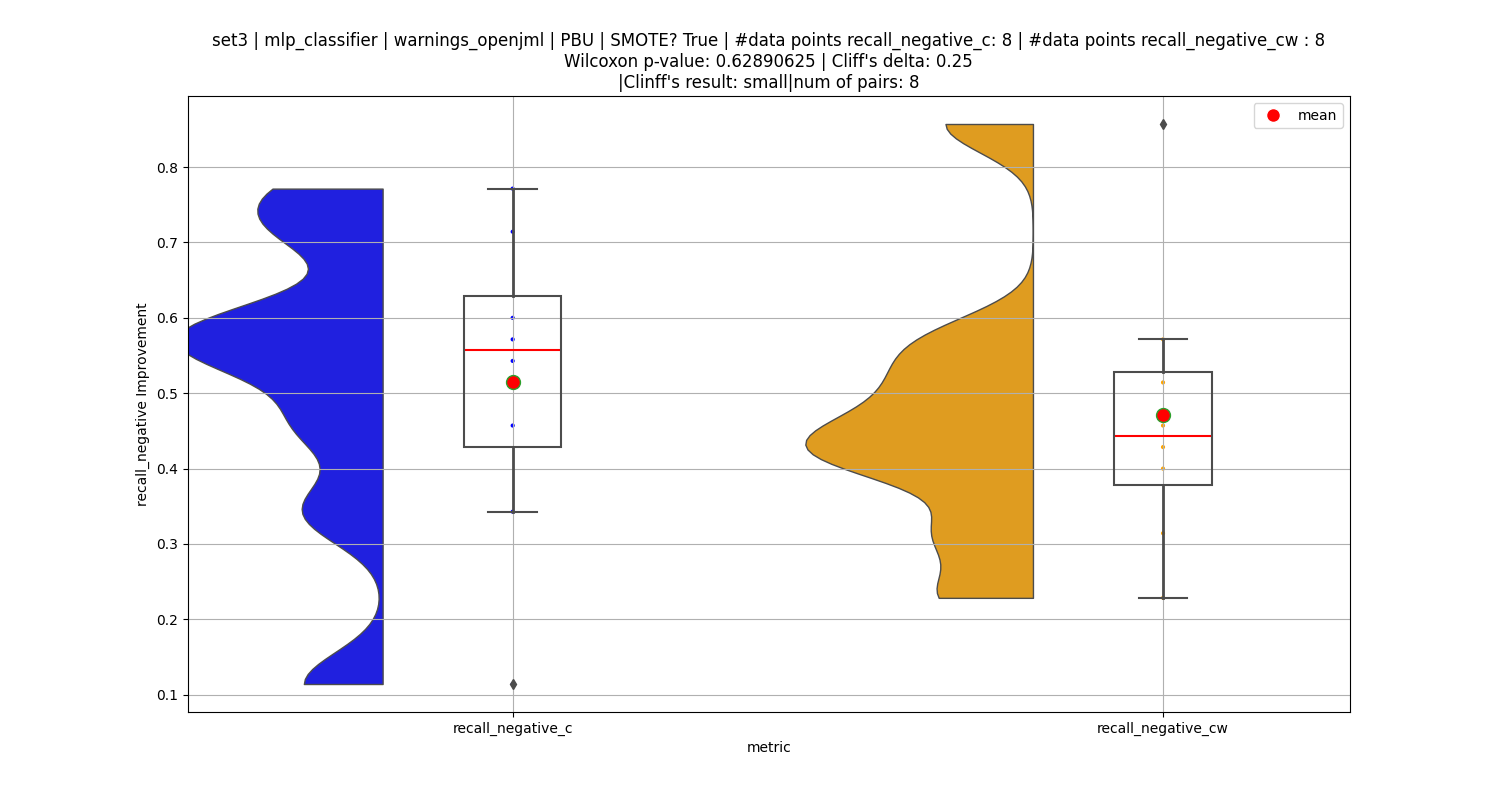 set3 | mlp_classifier | warnings_openjml | PBU | SMOTE? True | #data points recall_negative_c: 8 | #data points recall_negative_cw : 8
Wilcoxon p-value: 0.62890625 | Cliff's delta: 0.25
|Clinff's result: small|num of pairs: 8
mean
0.8
0.7
0.6
0.5
0.4
0.3
0.2
0.1
recall_negative Improvement
recall_negative_c
recall_negative_cw
metric